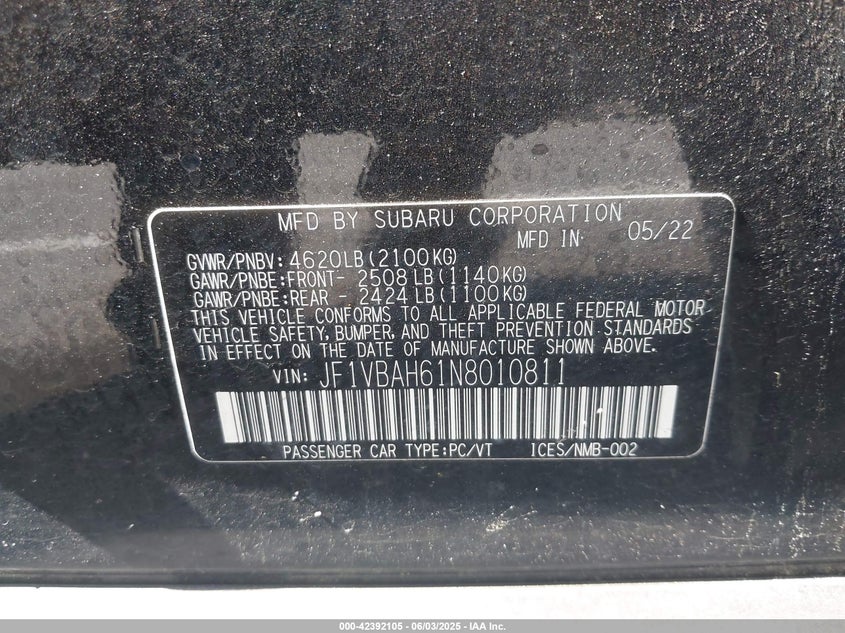 MFD BY SUBARU CORPORATION
MFD IN 05/22
GVWR/PNBV: 4620LB(2100KG)
GAWR/PNBE:FRONT- 2508LB(1140KG)
GAWR/PNBE:REAR - 2424LB(1100KG)
THIS VEHICLE CONFORMS TO ALL APPLICABLE FEDERAL MOTOR
VEHICLE SAFETY, BUMPER, AND THEFT PREVENTION STANDARDS
IN EFFECT ON THE DATE OF MANUFACTURE SHOWN ABOVE.
VIN: JF1VBAH61N8010811
PASSENGER CAR TYPE:PC/VT ICES/NMB-002
000-42392105 - 06/03/2025 - IAA Inc.